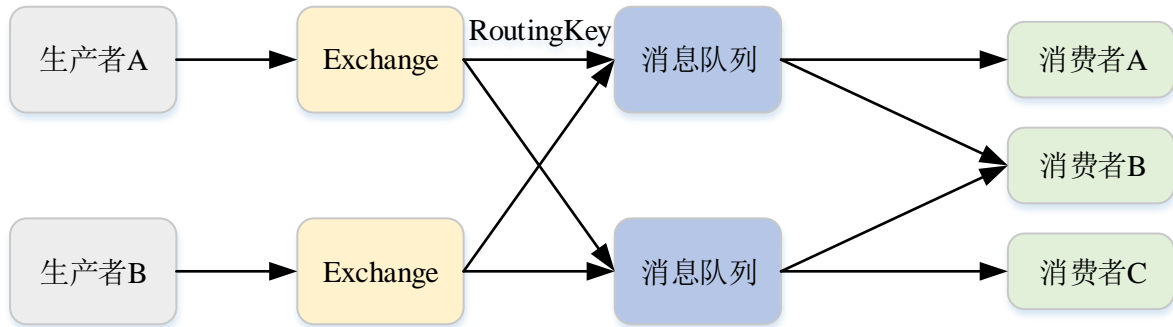 生产者A
Exchange
RoutingKey
消息队列
消费者A
消费者B
生产者B
Exchange
消息队列
消费者C